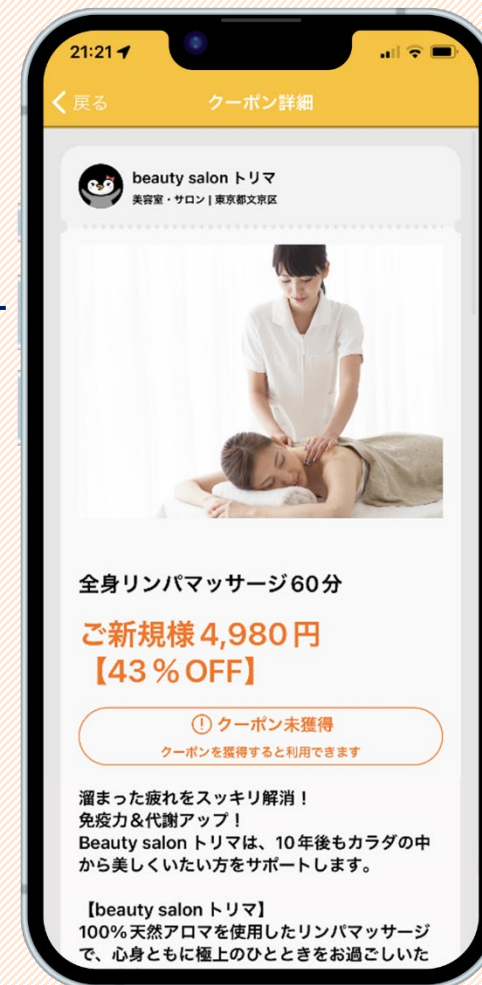 21:21
戻る
クーポン詳細
beauty salon トリマ
美容室・サロン | 東京都文京区
全身リンパマッサージ60分
ご新規様 4,980 円
【43 % OFF】
クーポン未獲得
クーポンを獲得すると利用できます
溜まった疲れをスッキリ解消！
免疫力＆代謝アップ！
Beauty salon トリマは、10年後もカラダの中
から美しくいたい方をサポートします。
【beauty salon トリマ】
100%天然アロマを使用したリンパマッサージ
で、心身ともに極上のひとときをお過ごしいた